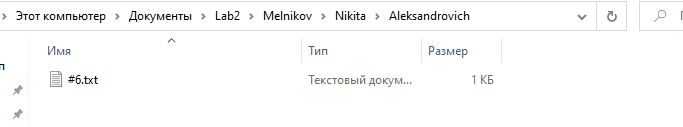 Этот компьютер > Документы > Lab2 > Melnikov > Nikita > Aleksandrovich
Имя Тип Размер
#6.txt Текстовый докум... 1 КБ